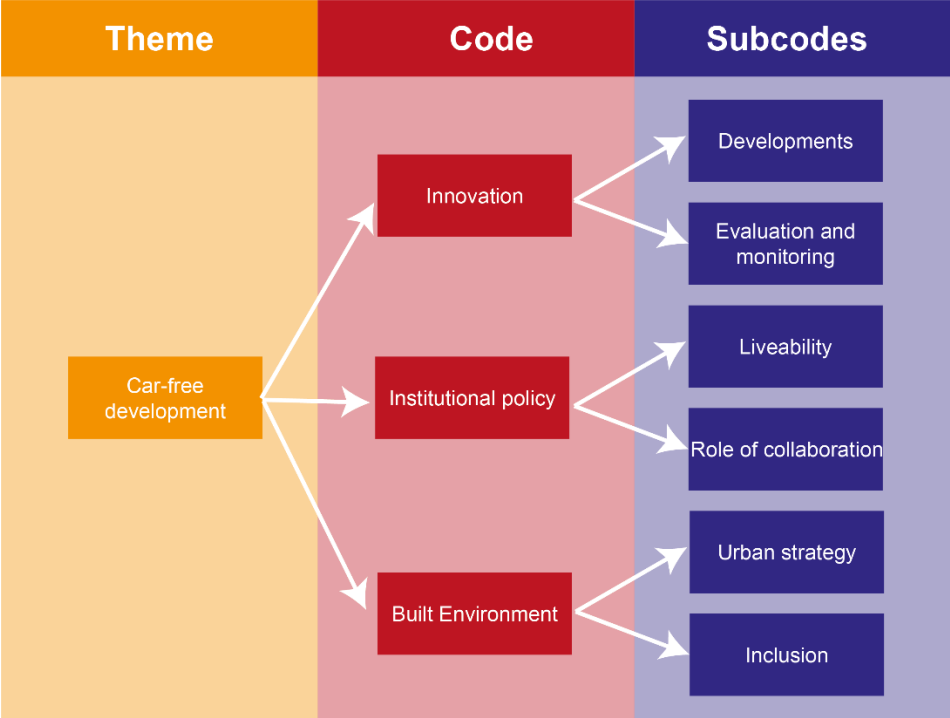 Theme
Code
Subcodes
Car-free
development
Innovation
Institutional policy
Built Environment
Developments
Evaluation and
monitoring
Liveability
Role of collaboration
Urban strategy
Inclusion